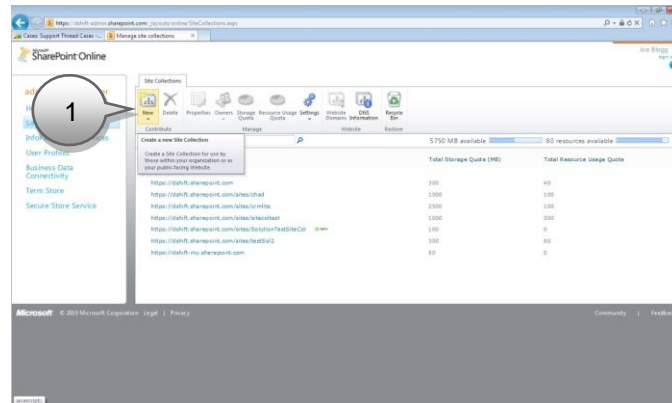 https://dshift-admin.sharepoint.com/_layouts/online/SiteCollections.aspx
Cases: Support Thread Cases -...
Manage site collections
Microsoft
SharePoint Online
Joe Blogg
Site Collections
1
New
Delete
Properties
Owners
Storage Quota
Resource Usage Quota
Settings
Website Domains
DNS Information
Recycle Bin
Contribute
Manage
Website
Restore
Create a new Site Collection
Create a Site Collection for use by
those within your organization or as
your public-facing Website.
5750 MB available
80 resources available
User Profiles
Business Data
Connectivity
Term Store
Secure Store Service
Total Storage Quota (MB)
Total Resource Usage Quota
https://dshift.sharepoint.com 300 40
https://dshift.sharepoint.com/sites/chad 1000 100
https://dshift.sharepoint.com/sites/crmlite 2500 100
https://dshift.sharepoint.com/sites/sitecoltest 1000 300
https://dshift.sharepoint.com/sites/SolutionTestSiteCol NEW 100 0
https://dshift.sharepoint.com/sites/testSol2 300 60
https://dshift-my.sharepoint.com 50 0
Microsoft © 2010 Microsoft Corporation Legal | Privacy
Community | Feedbac